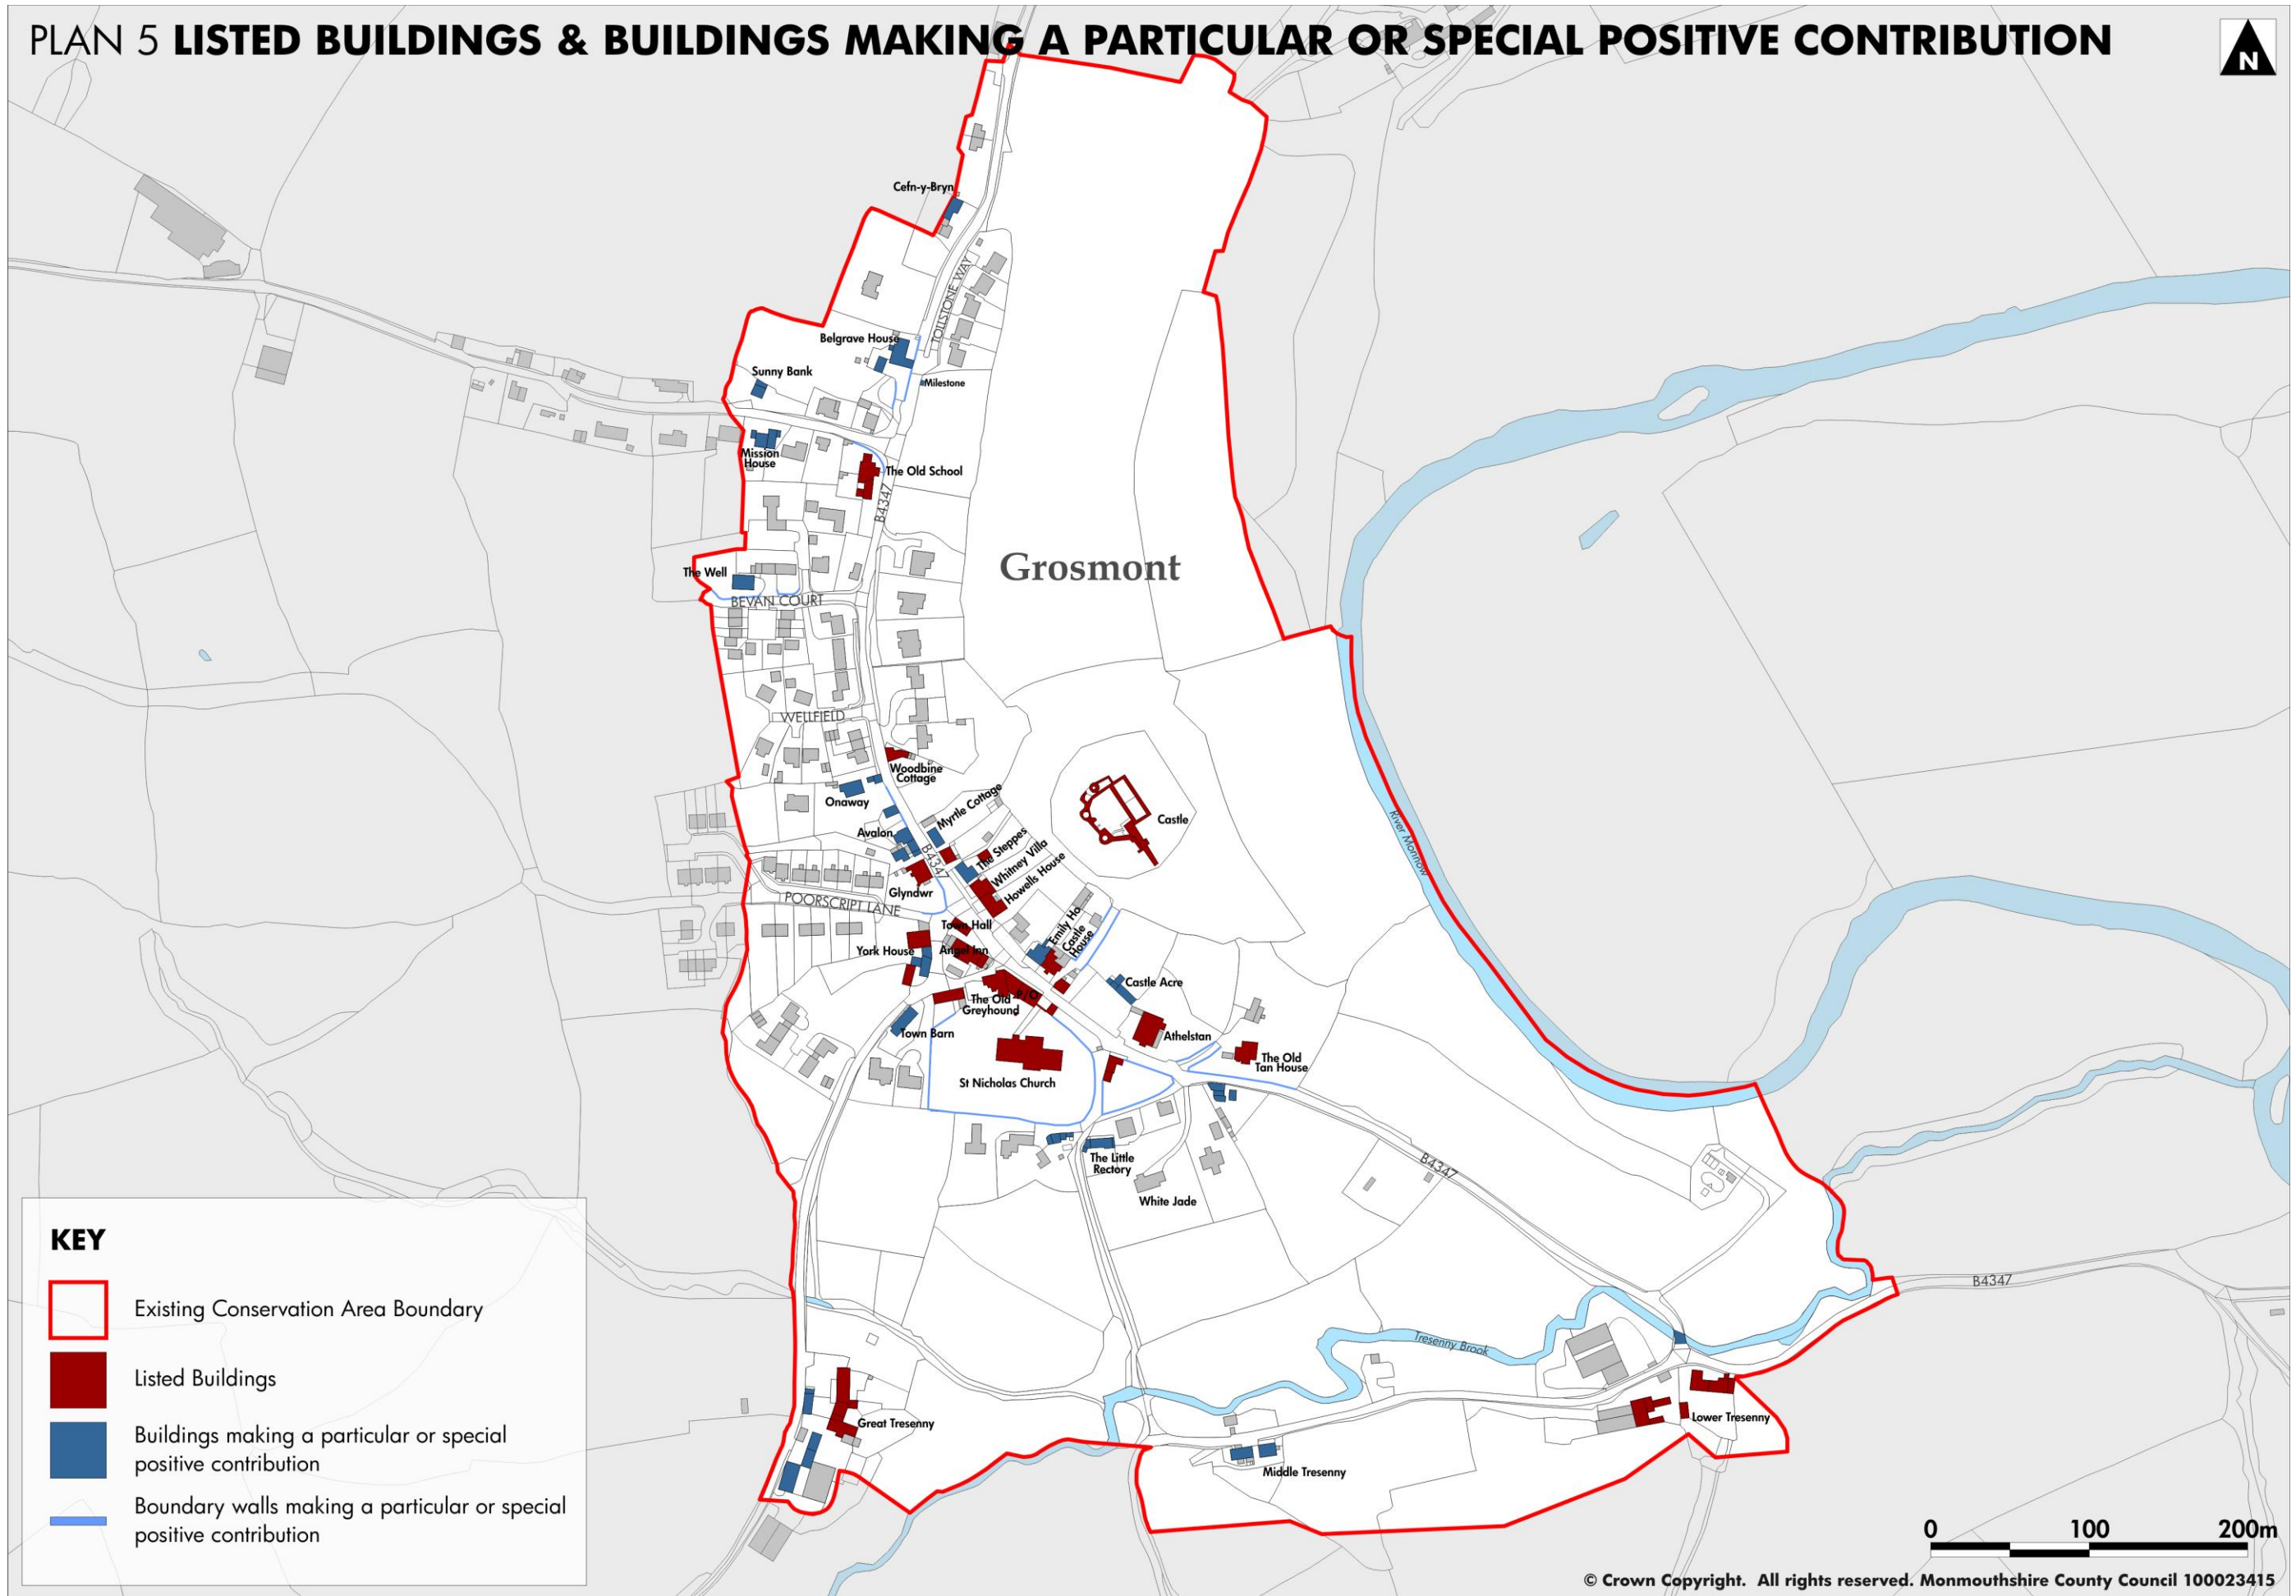 PLAN 5 LISTED BUILDINGS & BUILDINGS MAKING A PARTICULAR OR SPECIAL POSITIVE CONTRIBUTION
N
Cefn-y-Bryn
TOLLSTONE WAY
Belgrave House
Sunny Bank
Milestone
Mission
House
The Old School
B4347
Grosmont
The Well
BEVAN COURT
WELLFIELD
Woodbine
Cottage
Onaway
Myrtle Cottage
Castle
River Monnow
Avalon
B4347
The Steppes
Whitney Villa
Howells House
Glyndwr
POORSCRIPT LANE
Town Hall
York House
Angel Inn
Emily Ho
Castle
House
Castle Acre
The Old
Greyhound
P/O
Town Barn
Athelstan
The Old
Tan House
St Nicholas Church
The Little
Rectory
White Jade
B4347
B4347
Tresenny Brook
Great Tresenny
Lower Tresenny
Middle Tresenny
KEY
Existing Conservation Area Boundary
Listed Buildings
Buildings making a particular or special
positive contribution
Boundary walls making a particular or special
positive contribution
0 100 200m
© Crown Copyright. All rights reserved. Monmouthshire County Council 100023415